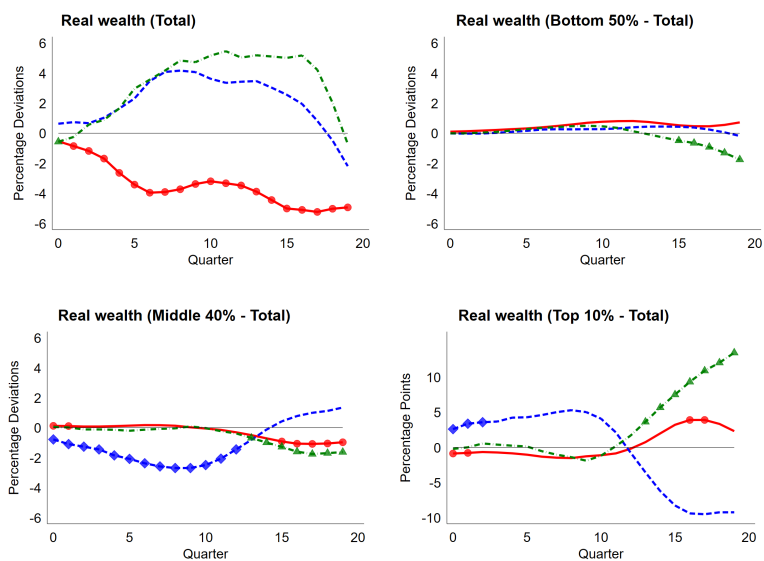 Real wealth (Total)
Percentage Deviations
6
4
2
0
-2
-4
-6
0 5 10 15 20
Quarter
Real wealth (Bottom 50% - Total)
Percentage Deviations
6
4
2
0
-2
-4
-6
0 5 10 15 20
Quarter
Real wealth (Middle 40% - Total)
Percentage Deviations
6
4
2
0
-2
-4
-6
0 5 10 15 20
Quarter
Real wealth (Top 10% - Total)
Percentage Points
10
5
0
-5
-10
0 5 10 15 20
Quarter